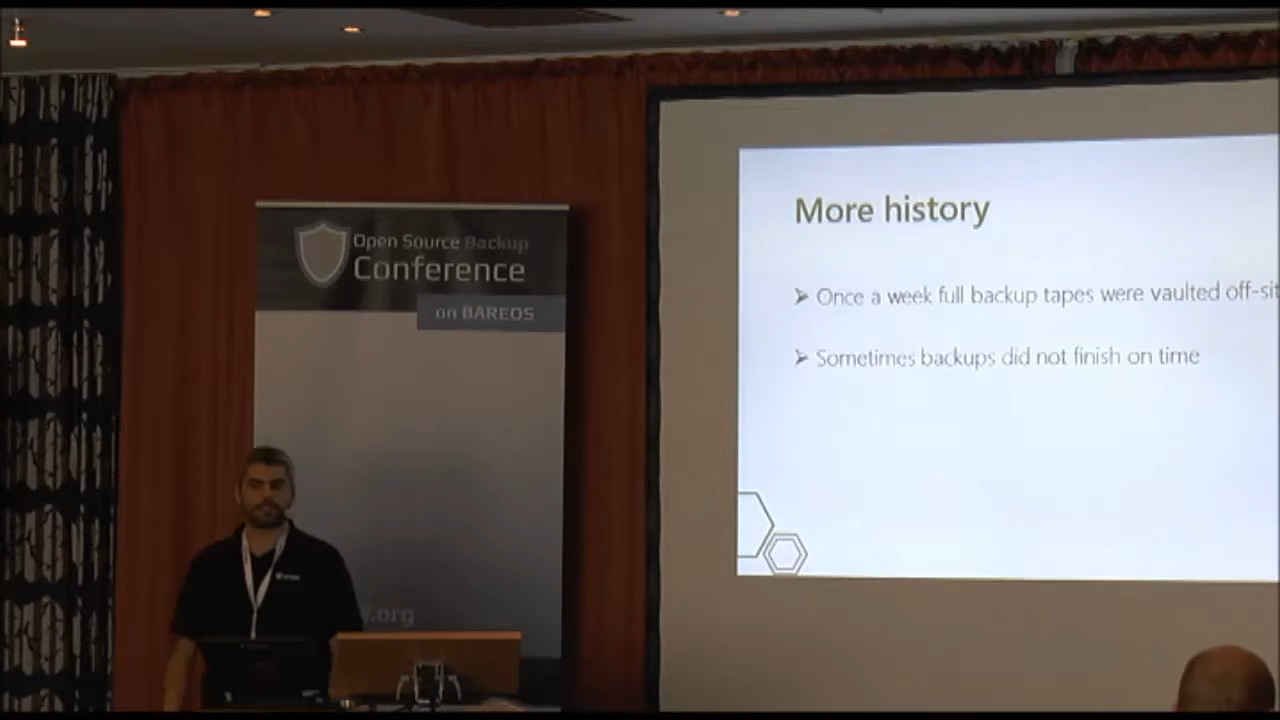 Open Source Backup
Conference
on BAREOS
.org
More history
➤ Once a week full backup tapes were vaulted off-sit
➤ Sometimes backups did not finish on time